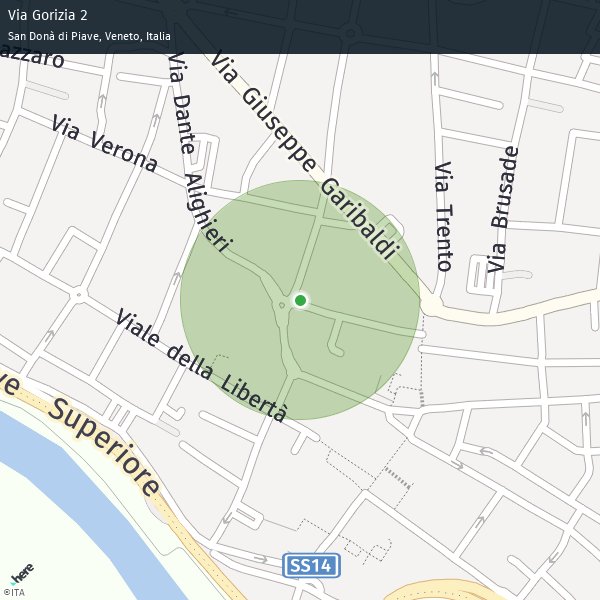 Via Gorizia 2
San Donà di Piave, Veneto, Italia
azzaro
Via Dante Alighieri
Via Giuseppe Garibaldi
Via Verona
Via Trento
Via Brusade
Viale della Libertà
ve
Superiore
SS14
here
©ITA